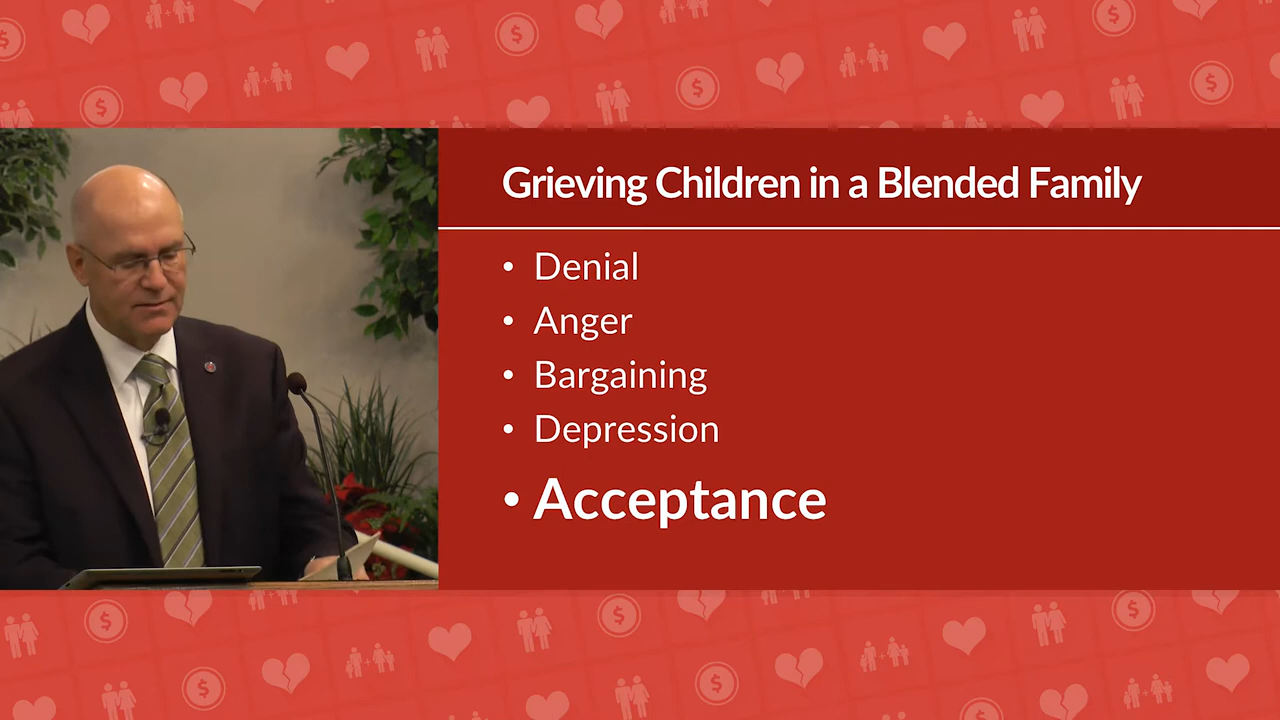 Grieving Children in a Blended Family
• Denial
• Anger
• Bargaining
• Depression
• Acceptance